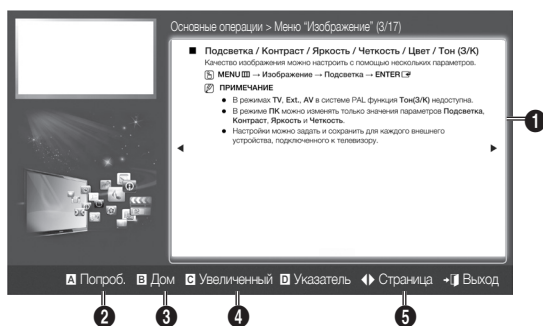 Основные операции > Меню "Изображение" (3/17)
■ Подсветка / Контраст / Яркость / Четкость / Цвет / Тон (З/К)
Качество изображения можно настроить с помощью нескольких параметров.
MENU → Изображение → Подсветка → ENTER
ПРИМЕЧАНИЕ
● В режимах TV, Ext., AV в системе PAL функция Тон(З/К) недоступна.
● В режиме ПК можно изменять только значения параметров Подсветка,
Контраст, Яркость и Четкость.
● Настройки можно задать и сохранить для каждого внешнего
устройства, подключенного к телевизору.
1
A Попроб. B Дом C Увеличенный D Указатель Страница Выход
2 3 4 5